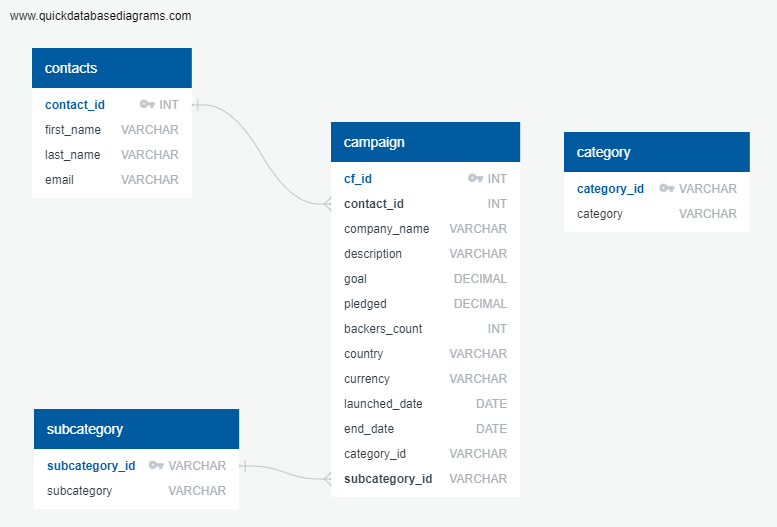 www.quickdatabasediagrams.com
contacts
contact_id INT
first_name VARCHAR
last_name VARCHAR
email VARCHAR
campaign
cf_id INT
contact_id INT
company_name VARCHAR
description VARCHAR
goal DECIMAL
pledged DECIMAL
backers_count INT
country VARCHAR
currency VARCHAR
launched_date DATE
end_date DATE
category_id VARCHAR
subcategory_id VARCHAR
category
category_id VARCHAR
category VARCHAR
subcategory
subcategory_id VARCHAR
subcategory VARCHAR